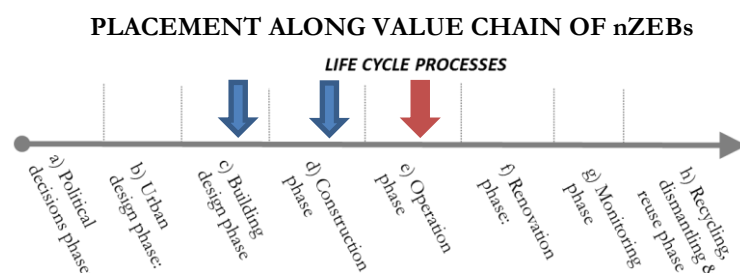 PLACEMENT ALONG VALUE CHAIN OF nZEBs
LIFE CYCLE PROCESSES
a) Political
decisions phase
b) Urban
design phase:
c) Building
design phase
d) Construction
phase
e) Operation
phase
f) Renovation
phase:
g) Monitoring
phase
h) Recycling,
dismantling &
reuse phase